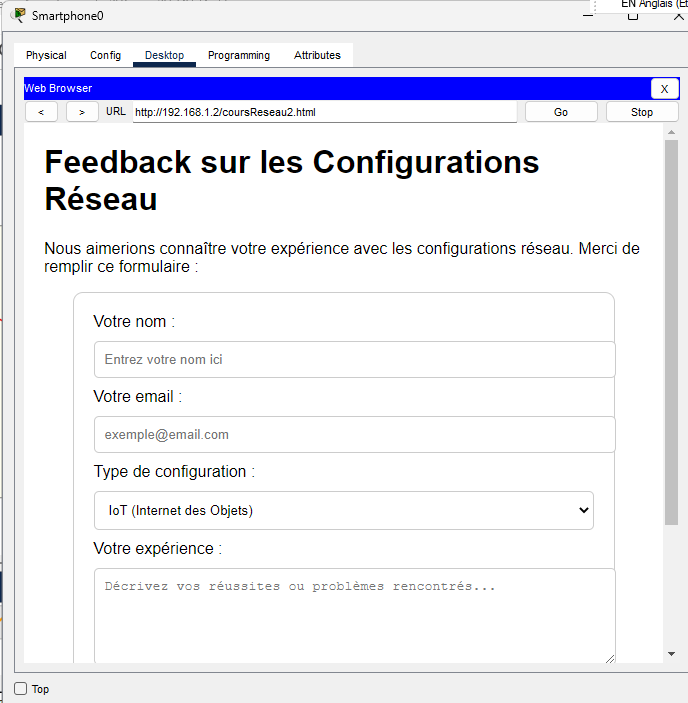 EN Anglais (Ét
Smartphone0
Physical Config Desktop Programming Attributes
Web Browser X
< > URL http://192.168.1.2/coursReseau2.html Go Stop
Feedback sur les Configurations
Réseau
Nous aimerions connaître votre expérience avec les configurations réseau. Merci de
remplir ce formulaire :
Votre nom :
Entrez votre nom ici
Votre email :
exemple@email.com
Type de configuration :
IoT (Internet des Objets)
Votre expérience :
Décrivez vos réussites ou problèmes rencontrés...
Top